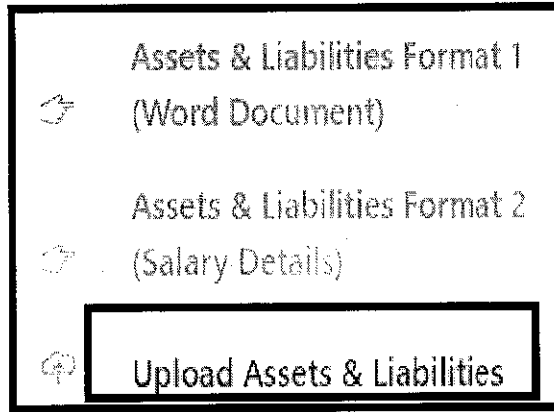 Assets & Liabilities Format 1
(Word Document)
Assets & Liabilities Format 2
(Salary Details)
Upload Assets & Liabilities